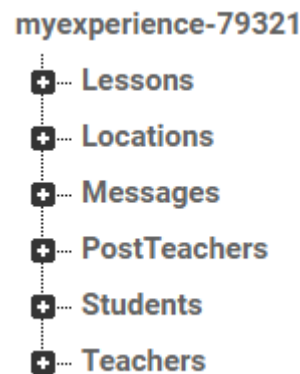 myexperience-79321
Lessons
Locations
Messages
PostTeachers
Students
Teachers